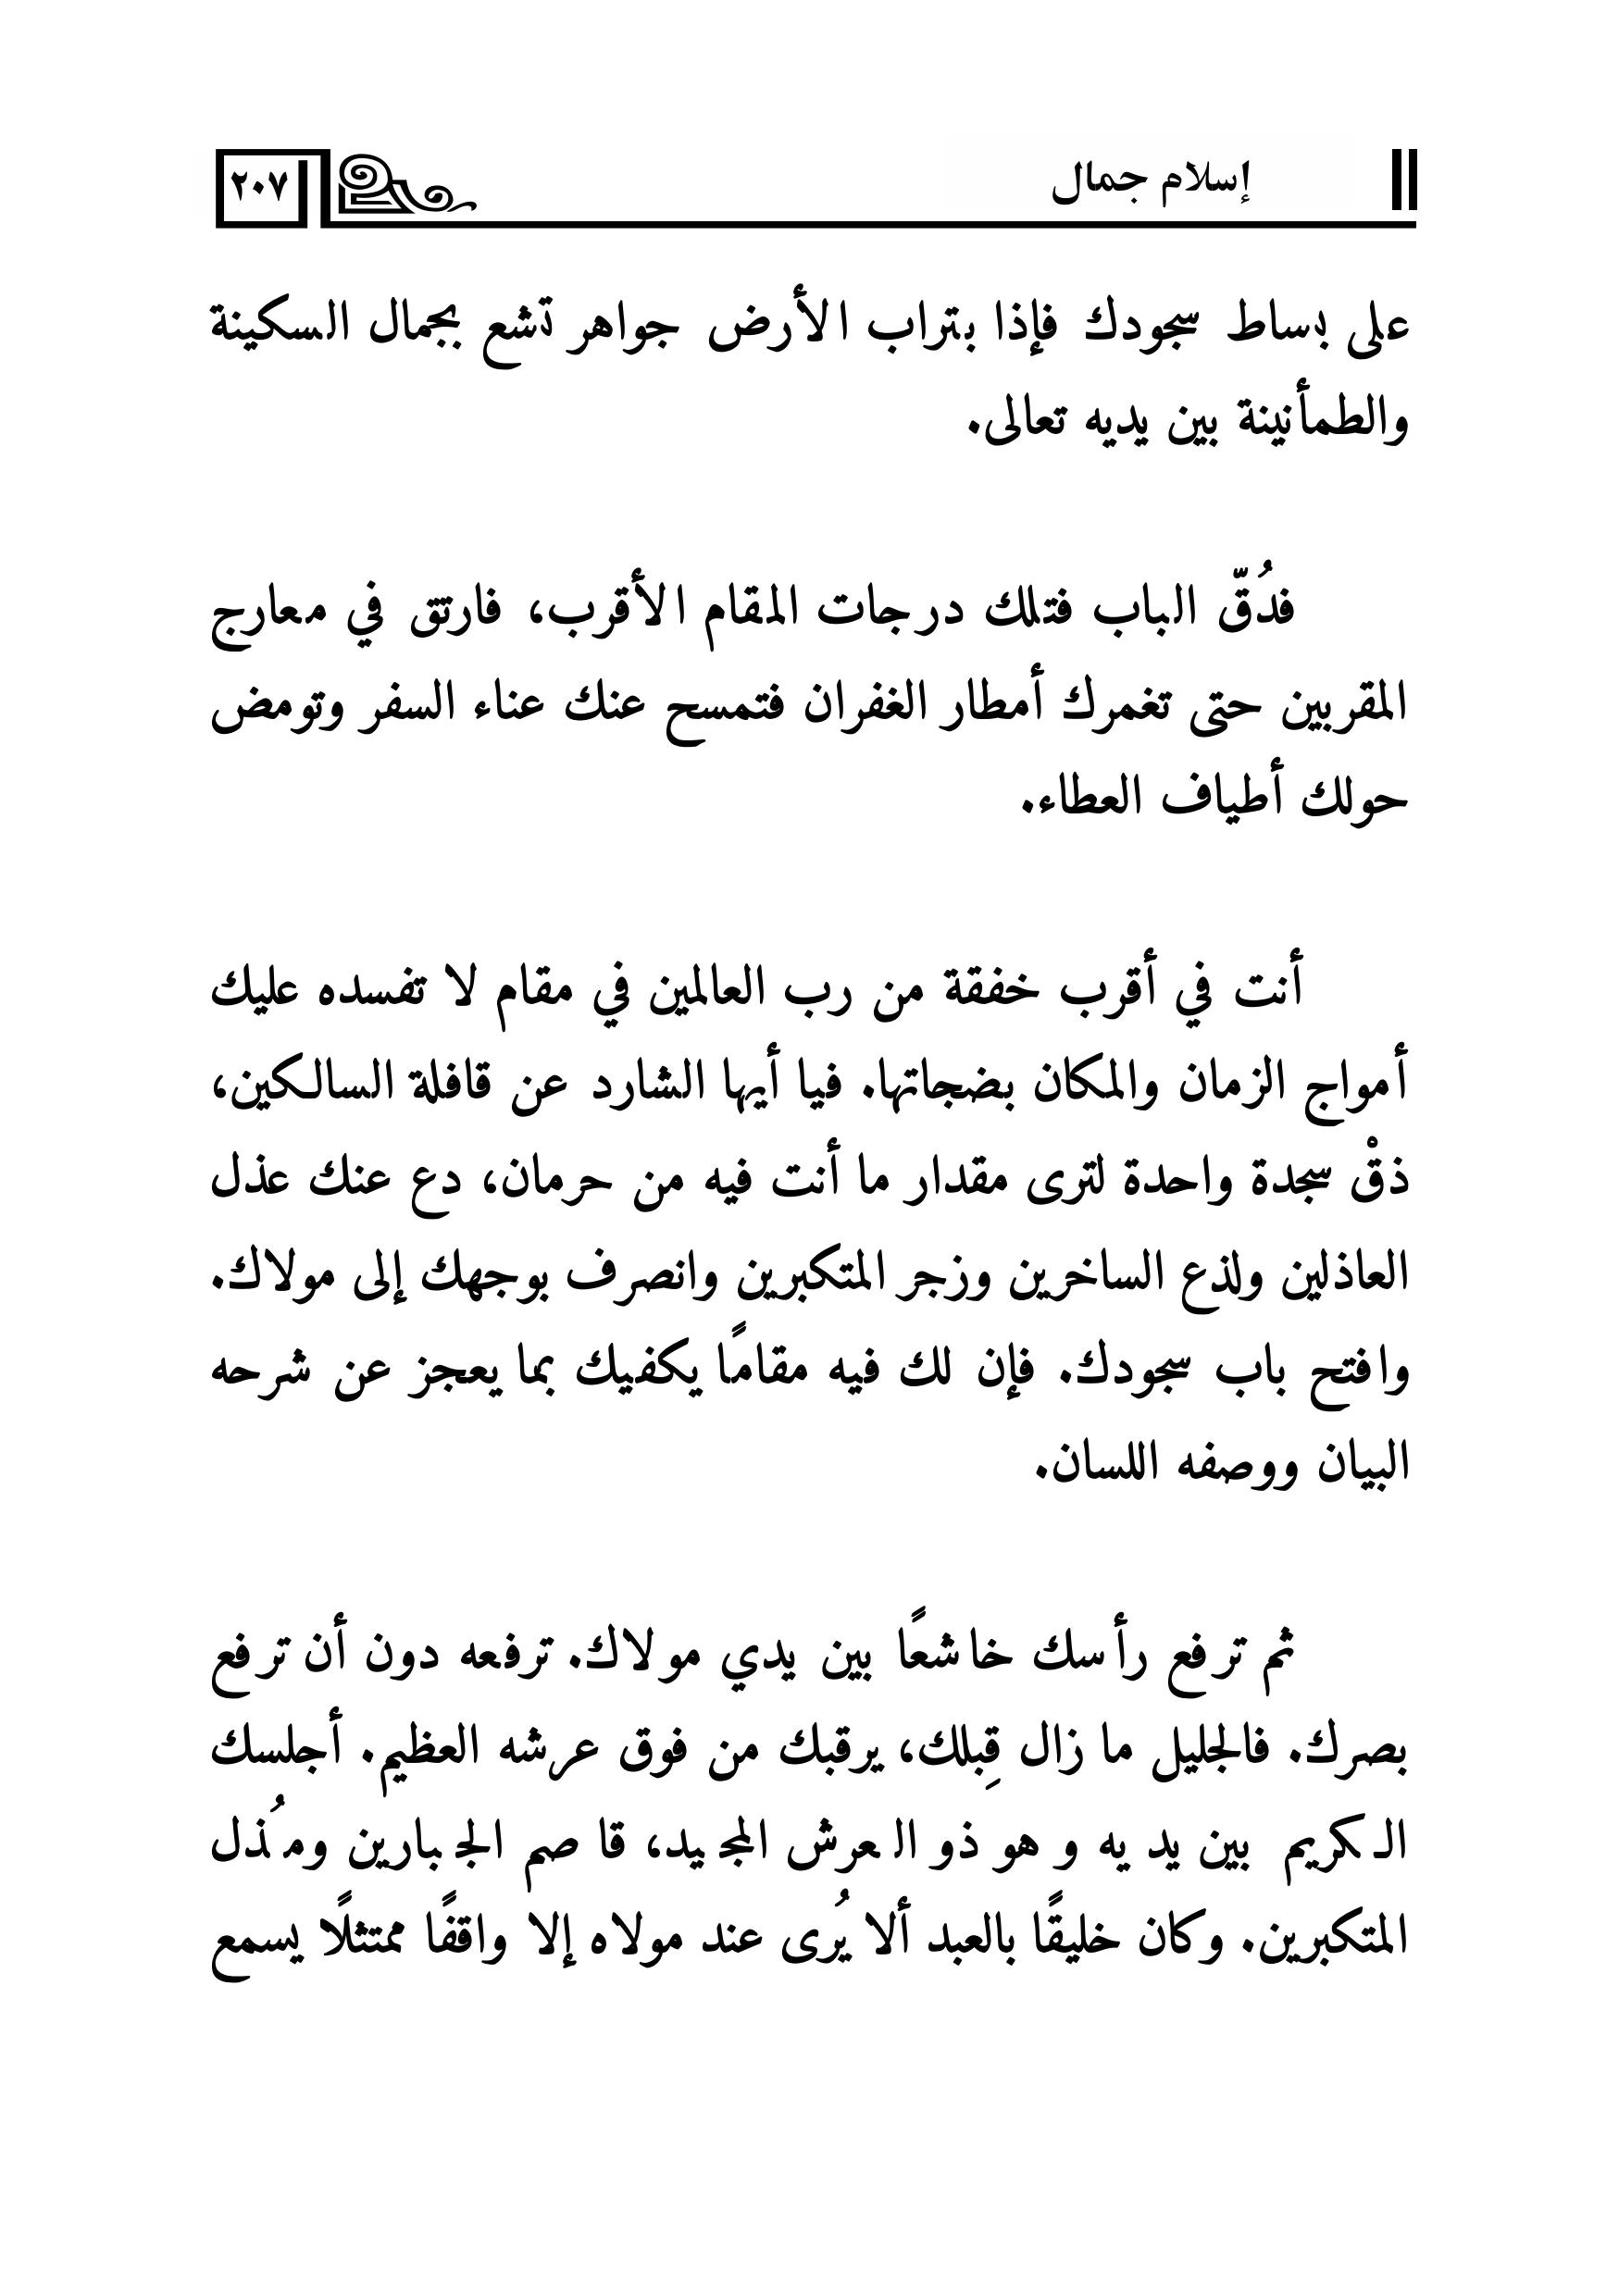 إسلام جمال
٢٠٧
على بساط سجودك فإذا بتراب الأرض جواهر تشع بجمال السكينة
والطمأنينة بين يديه تعالى.
فدُقّ الباب فتلك درجات المقام الأقرب، فارتق في معارج
المقربين حتى تغمرك أمطار الغفران فتمسح عنك عناء السفر وتومض
حولك أطياف العطاء.
أنت في أقرب خفقة من رب العالمين في مقام لا تفسده عليك
أمواج الزمان والمكان بضجاتها. فيا أيها الشارد عن قافلة السالكين،
ذقْ سجدة واحدة لترى مقدار ما أنت فيه من حرمان، دع عنك عذل
العاذلين ولذع الساخرين وزجر المتكبرين وانصرف بوجهك إلى مولاك.
وافتح باب سجودك. فإن لك فيه مقامًا يكفيك بما يعجز عن شرحه
البيان ووصفه اللسان.
ثم ترفع رأسك خاشعًا بين يدي مولاك. ترفعه دون أن ترفع
بصرك. فالجليل ما زال قِبلك، يرقبك من فوق عرشه العظيم. أجلسك
الكريم بين يديه وهو ذو العرش المجيد، قاصم الجبارين ومُذل
المتكبرين. وكان خليقًا بالعبد ألا يُرى عند مولاه إلا واقفًا ممتثلًا يسمع